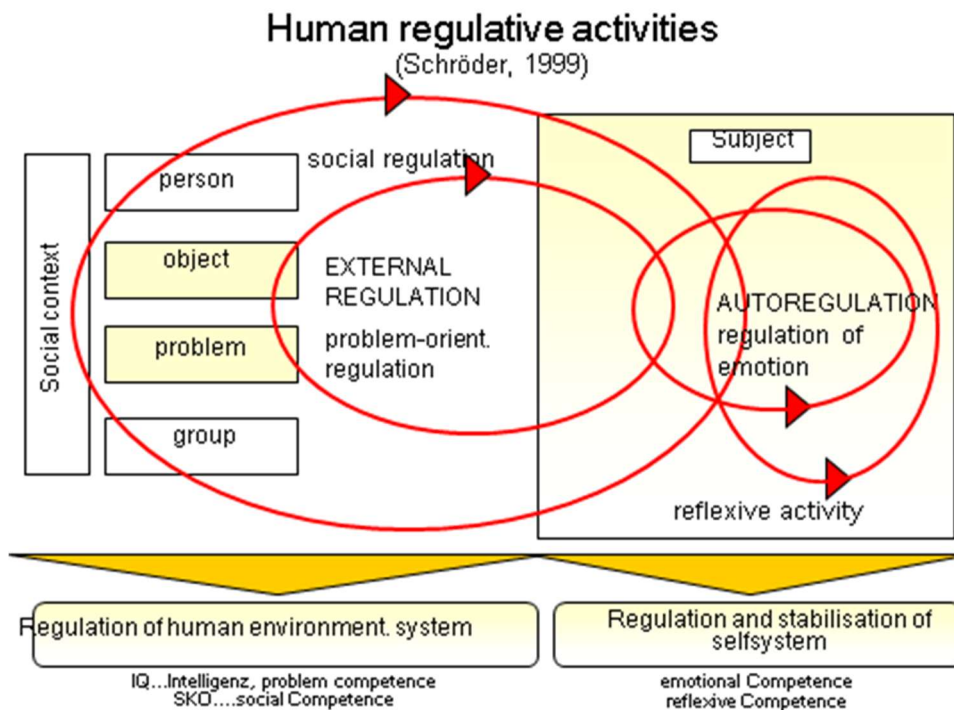 Human regulative activities
(Schröder, 1999)
Subject
social regulation
Social context
person
object
problem
group
EXTERNAL
REGULATION
problem-orient.
regulation
AUTOREGULATION
regulation of
emotion
reflexive activity
Regulation of human environment. system
Regulation and stabilisation of
selfsystem
IQ...Intelligenz, problem competence
SKO....social Competence
emotional Competence
reflexive Competence